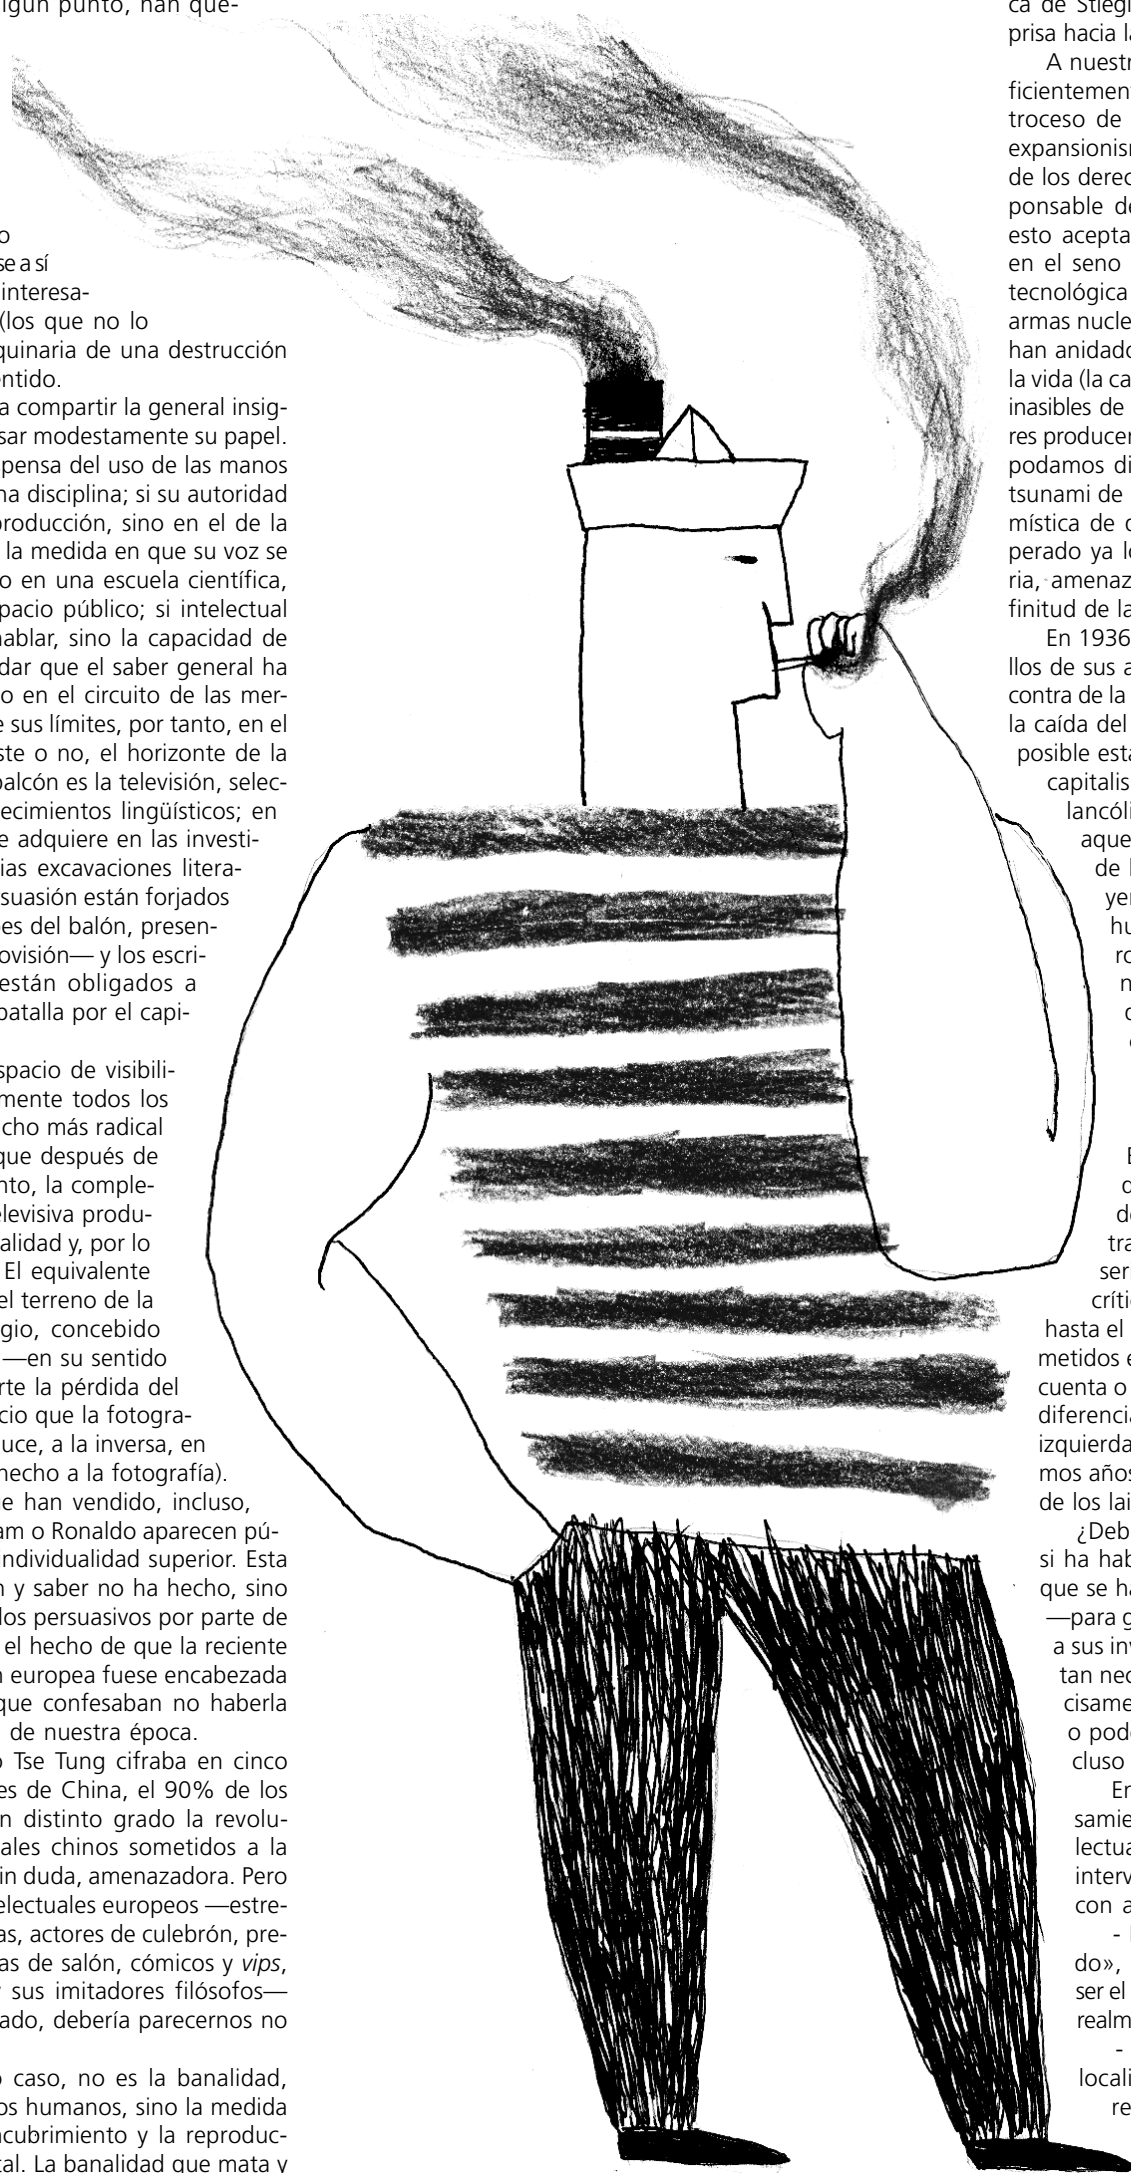 algún punto, han que-
o
se a sí
interesa-
(los que no lo
quinaria de una destrucción
entido.
a compartir la general insig-
sar modestamente su papel.
spensa del uso de las manos
na disciplina; si su autoridad
producción, sino en el de la
la medida en que su voz se
o en una escuela científica,
spacio público; si intelectual
hablar, sino la capacidad de
dar que el saber general ha
o en el circuito de las mer-
e sus límites, por tanto, en el
ste o no, el horizonte de la
balcón es la televisión, selec-
ecimientos lingüísticos; en
e adquiere en las investi-
ias excavaciones litera-
suasión están forjados
es del balón, presen-
ovisión— y los escri-
están obligados a
batalla por el capi-
spacio de visibili-
mente todos los
cho más radical
que después de
nto, la comple-
elevisiva produ-
alidad y, por lo
El equivalente
el terreno de la
gio, concebido
—en su sentido
rte la pérdida del
cio que la fotogra-
uce, a la inversa, en
hecho a la fotografía).
ue han vendido, incluso,
am o Ronaldo aparecen pú-
individualidad superior. Esta
n y saber no ha hecho, sino
dos persuasivos por parte de
el hecho de que la reciente
n europea fuese encabezada
que confesaban no haberla
de nuestra época.
o Tse Tung cifraba en cinco
es de China, el 90% de los
n distinto grado la revolu-
ales chinos sometidos a la
in duda, amenazadora. Pero
electuales europeos —estre-
as, actores de culebrón, pre-
as de salón, cómicos y vips,
y sus imitadores filósofos—
ado, debería parecernos no
o caso, no es la banalidad,
os humanos, sino la medida
ncubrimiento y la reproduc-
tal. La banalidad que mata y
ca de Stiegl
prisa hacia la
A nuestr
ficientement
troceso de
expansionism
de los derec
ponsable de
esto acepta
en el seno
tecnológica
armas nucle
han anidado
la vida (la ca
inasibles de
res producer
podamos di
tsunami de
mística de c
perado ya lo
ria, amenaz
finitud de la
En 1936
llos de sus a
contra de la
la caída del
posible esta
capitalis
lancóli
aque
de l
yer
hu
ro
n
c
E
d
de
tra
ser
críti
hasta el
metidos e
cuenta o
diferencia
izquierda
mos años
de los lai
¿Deb
si ha hab
que se ha
—para g
a sus inv
tan nec
cisame
o pode
cluso
En
samie
lectua
interv
con a
-
do»,
ser el
realm
-
locali
re